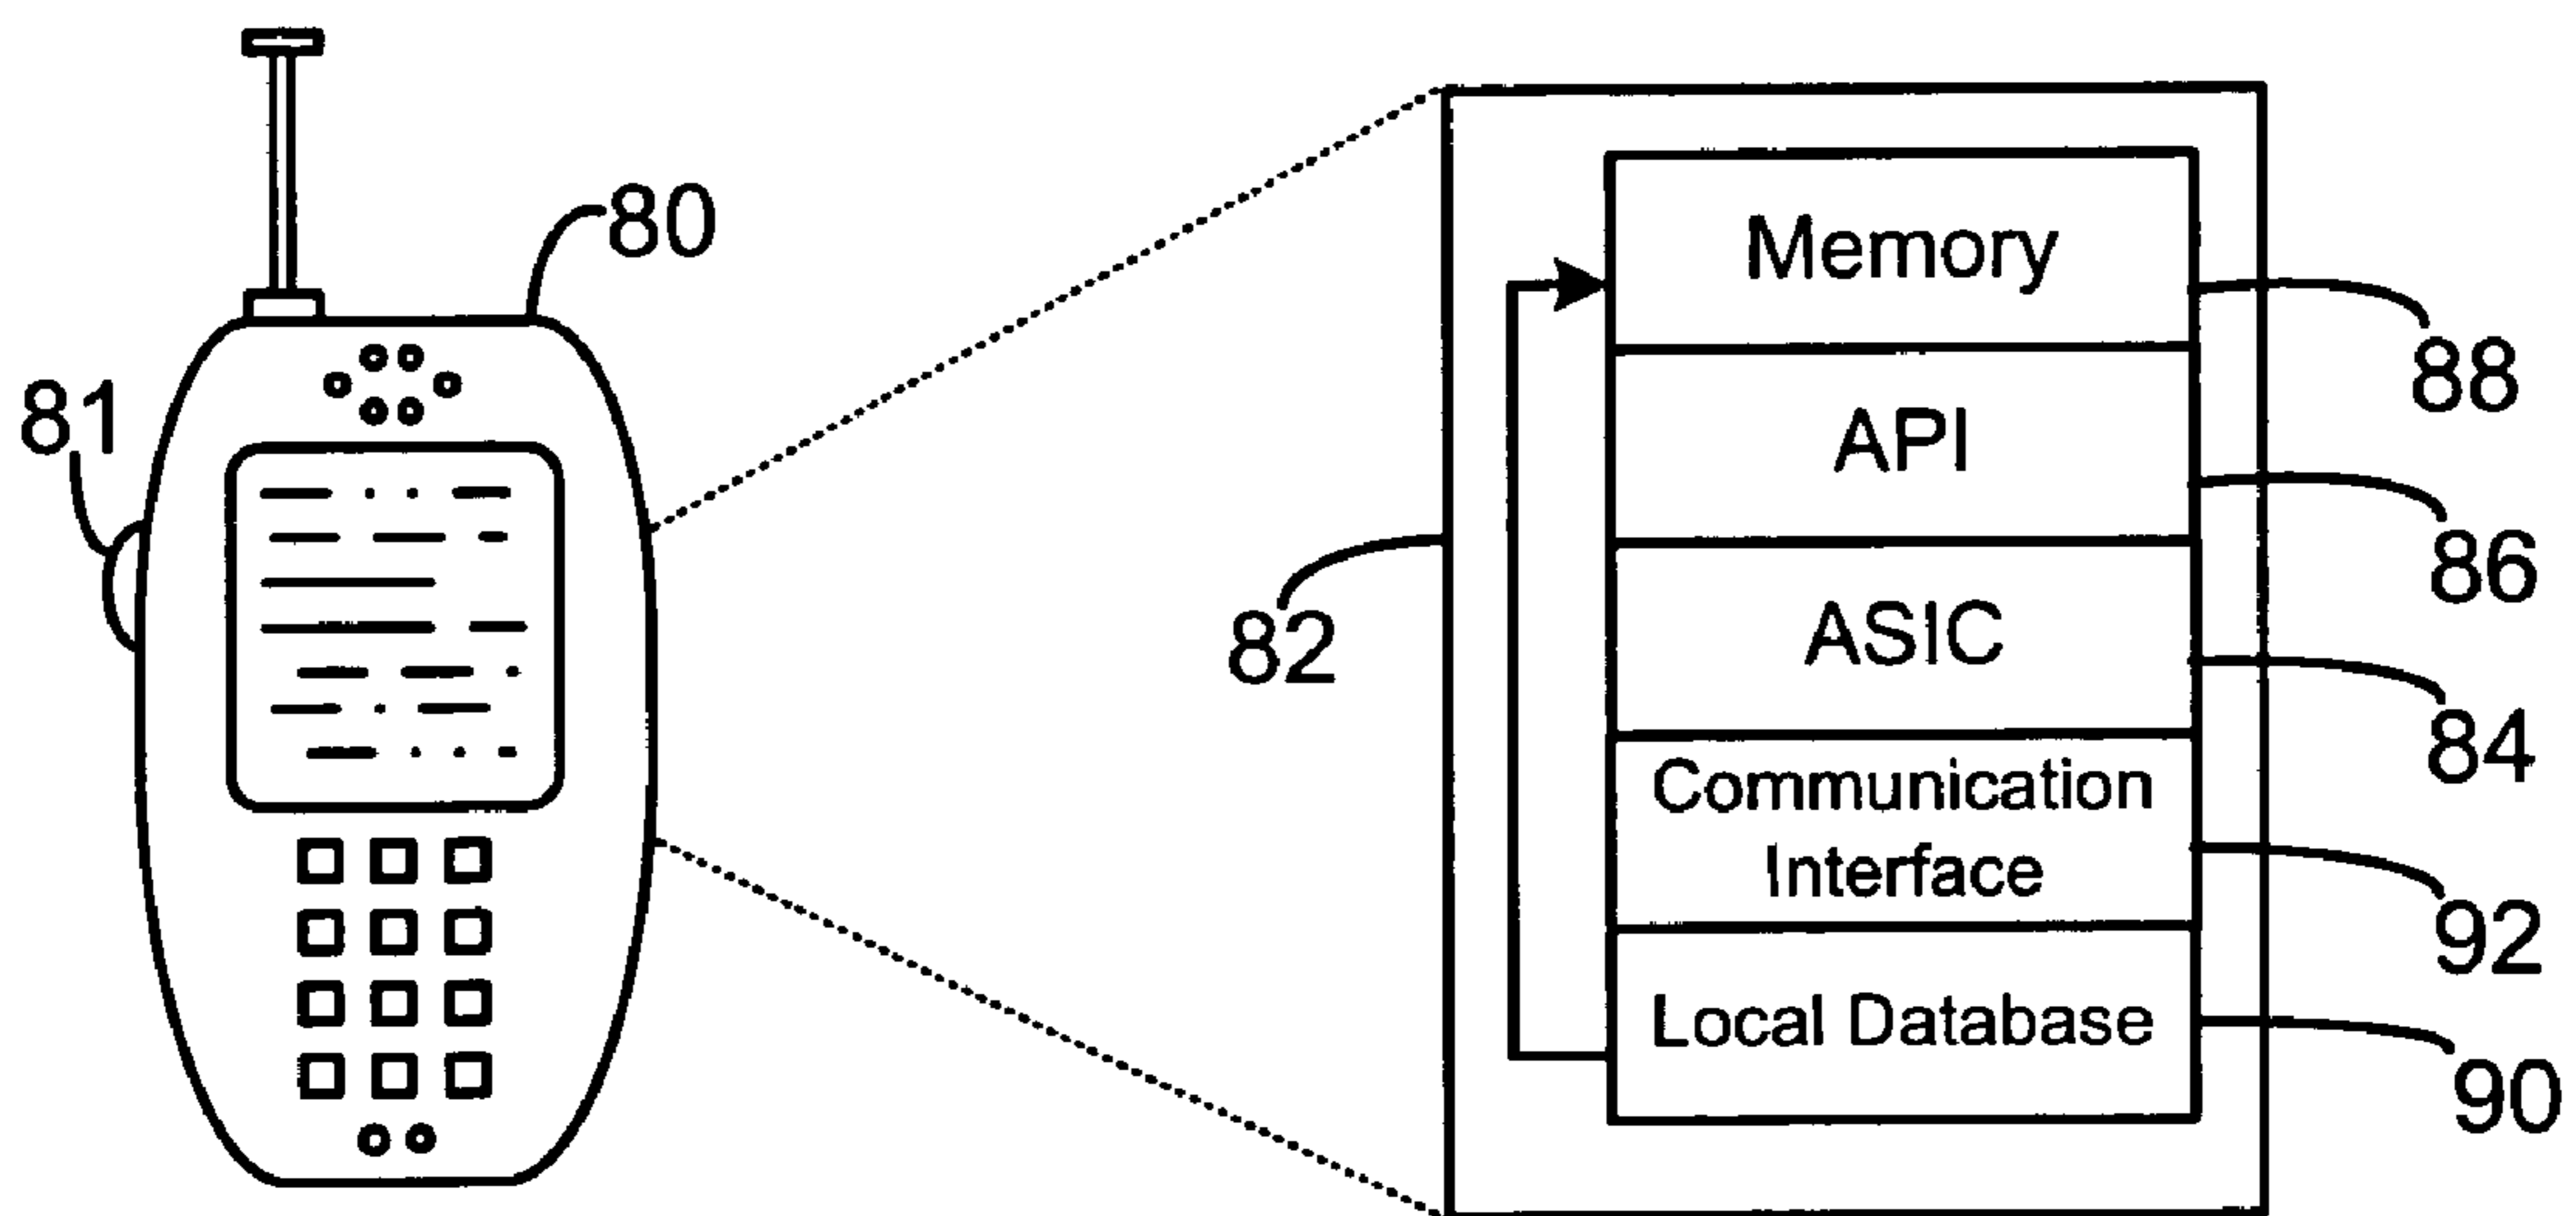 80
81
82
Memory
88
API
86
ASIC
84
Communication
Interface
92
Local Database
90